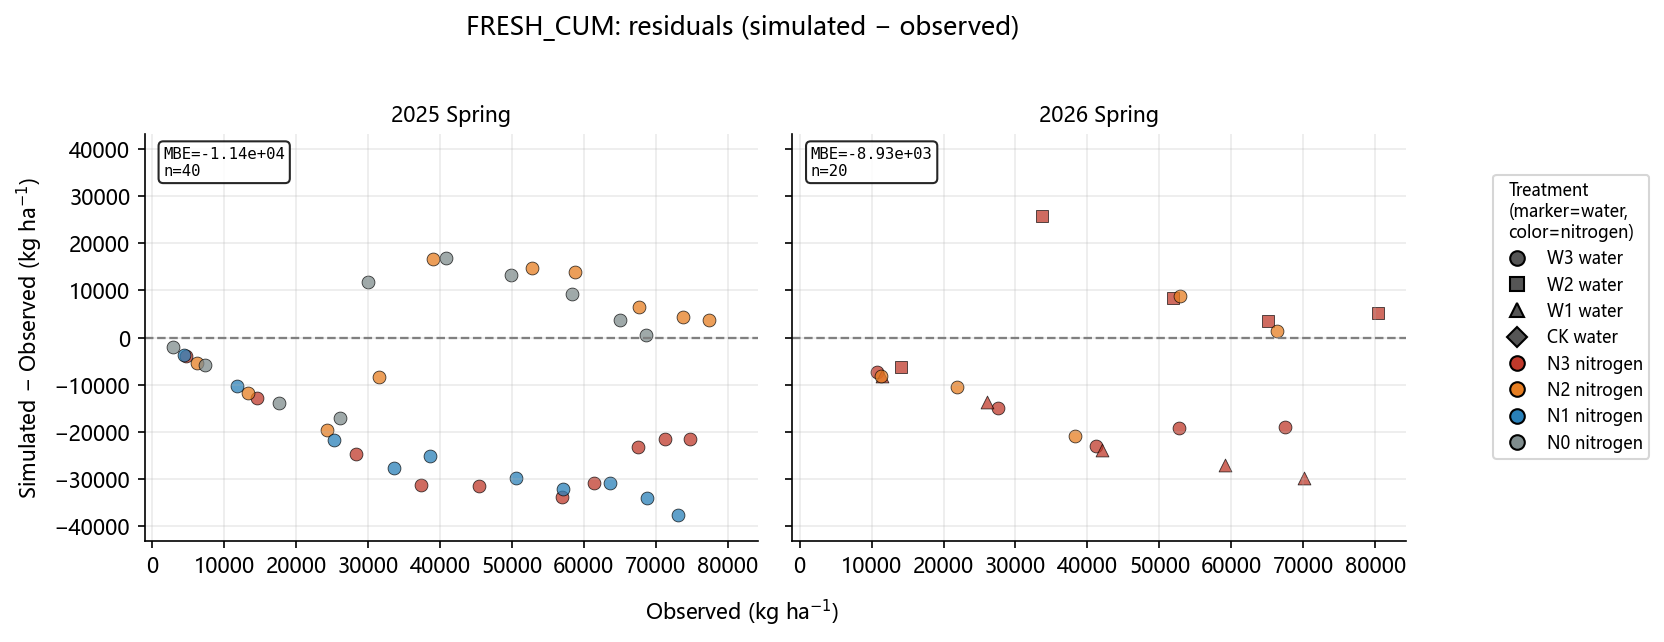 FRESH_CUM: residuals (simulated − observed)
2025 Spring
2026 Spring
MBE=-1.14e+04
n=40
MBE=-8.93e+03
n=20
40000
30000
20000
10000
0
−10000
−20000
−30000
−40000
Simulated − Observed (kg ha⁻¹)
0 10000 20000 30000 40000 50000 60000 70000 80000
0 10000 20000 30000 40000 50000 60000 70000 80000
Observed (kg ha⁻¹)
Treatment
(marker=water,
color=nitrogen)
W3 water
W2 water
W1 water
CK water
N3 nitrogen
N2 nitrogen
N1 nitrogen
N0 nitrogen